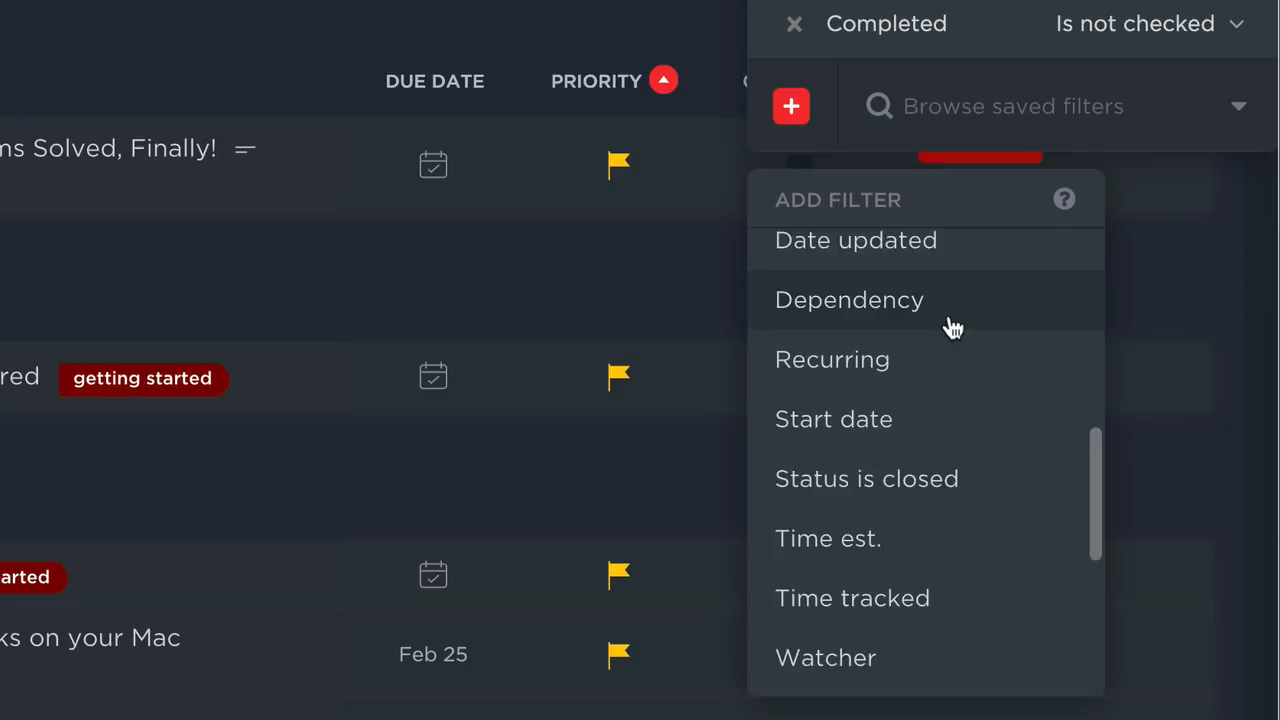 Completed Is not checked
DUE DATE PRIORITY
Browse saved filters
ms Solved, Finally!
ADD FILTER ?
Date updated
Dependency
Recurring
Start date
Status is closed
Time est.
Time tracked
Watcher
red getting started
arted
ks on your Mac
Feb 25